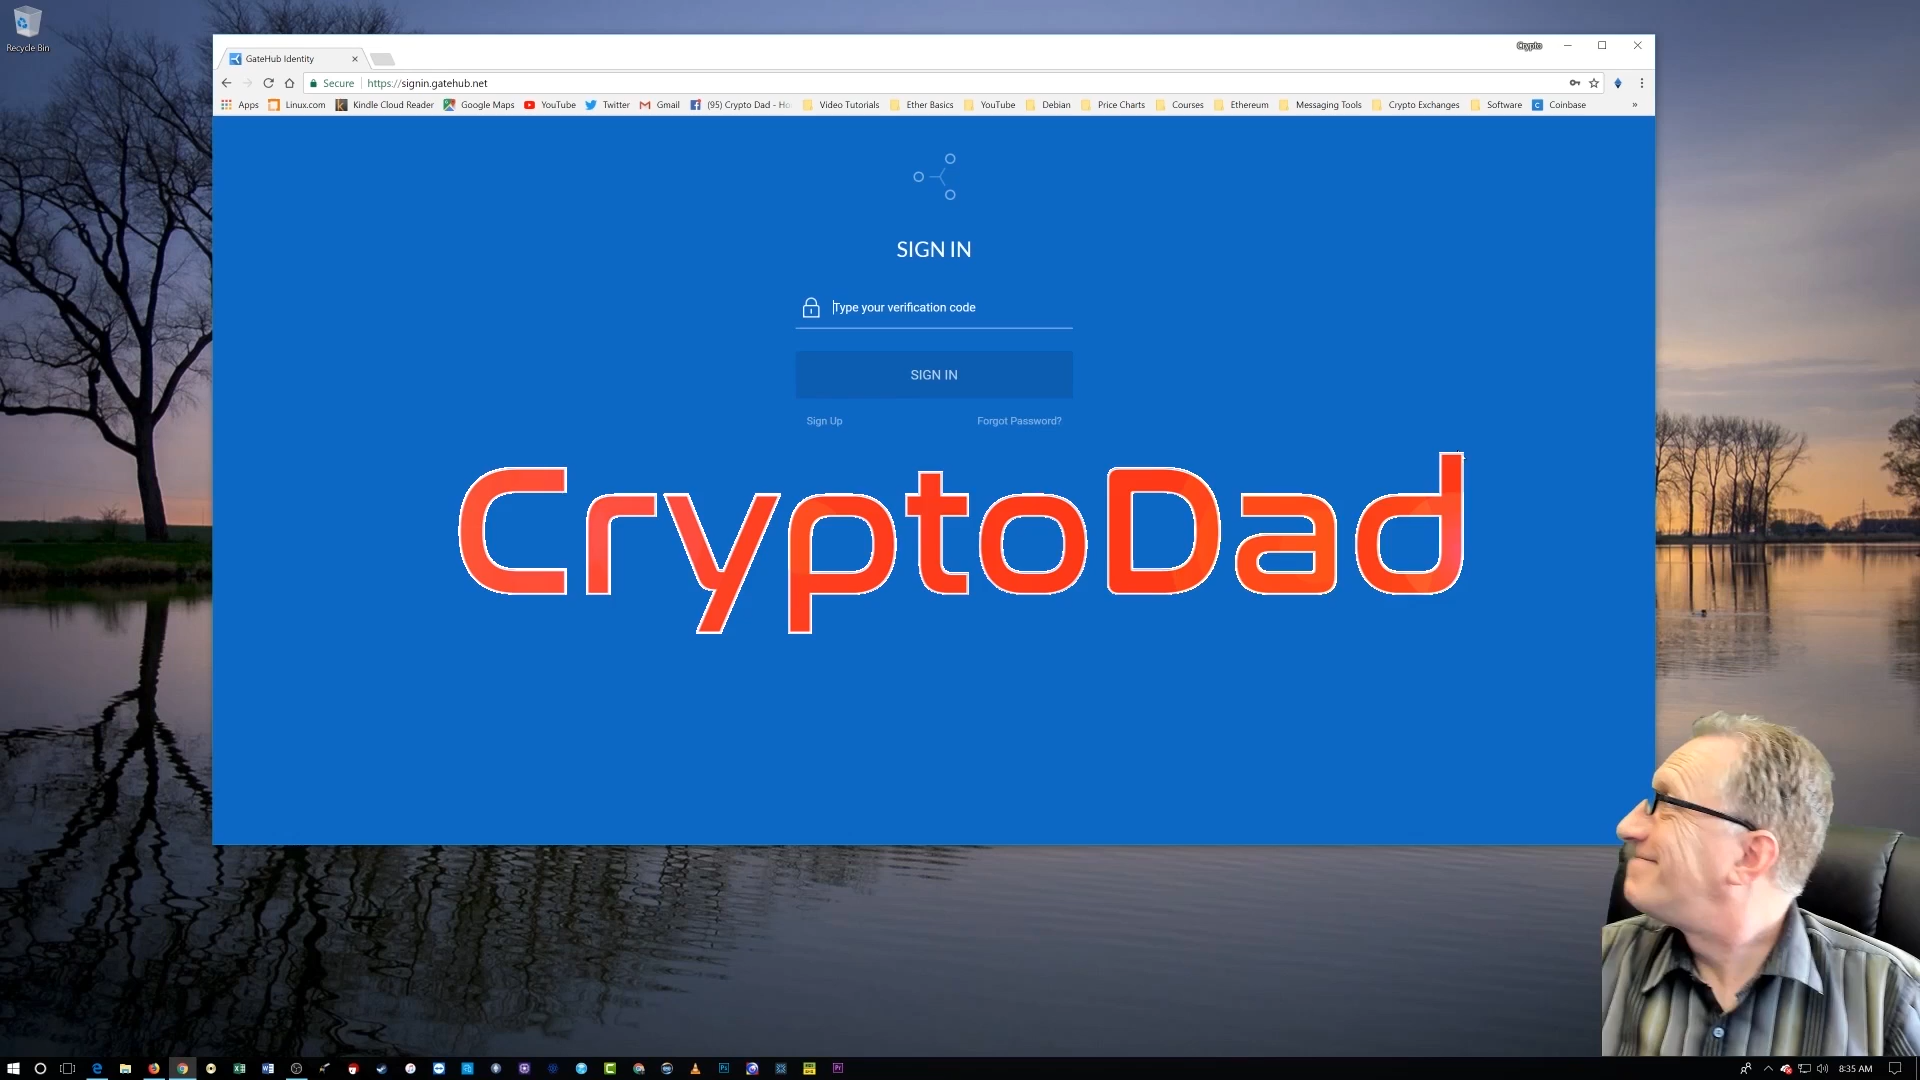 Recycle Bin
Crypto
GateHub Identity
Secure https://signin.gatehub.net
Apps Linux.com Kindle Cloud Reader Google Maps YouTube Twitter Gmail (95) Crypto Dad - Ho Video Tutorials Ether Basics YouTube Debian Price Charts Courses Ethereum Messaging Tools Crypto Exchanges Software Coinbase »
SIGN IN
Type your verification code
SIGN IN
Sign Up Forgot Password?
CryptoDad
8:35 AM